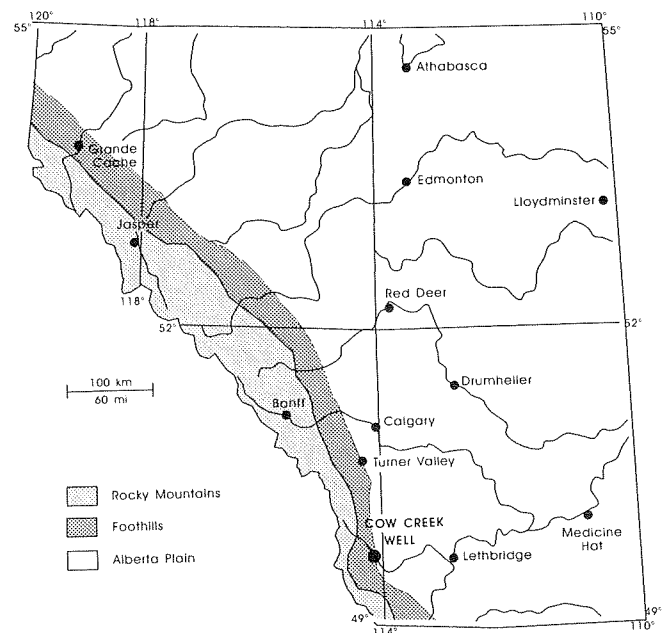 120°
118°
114°
110°
55°
55°
Athabasca
Grande
Cache
Edmonton
Lloydminster
Jasper
118°
Red Deer
52°
52°
100 km
60 mi
Drumheller
Banff
Calgary
Turner Valley
Rocky Mountains
Foothills
Alberta Plain
COW CREEK
WELL
Medicine
Hat
Lethbridge
49°
114°
49°
110°